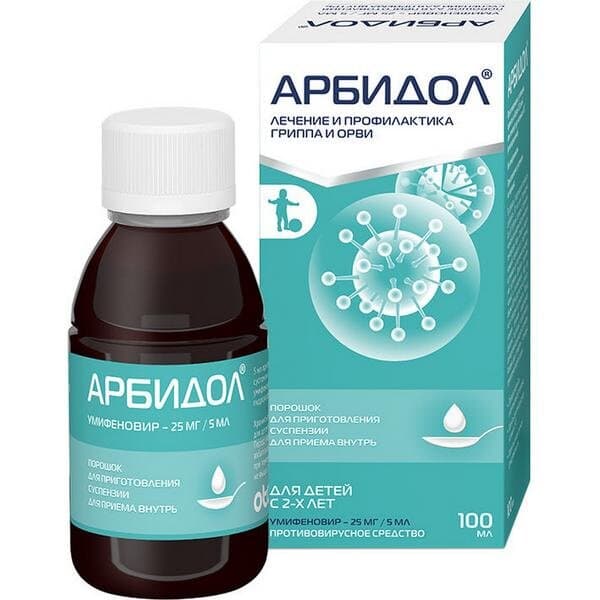 АРБИДОЛ®
ЛЕЧЕНИЕ И ПРОФИЛАКТИКА
ГРИППА И ОРВИ
ПОРОШОК
ДЛЯ ПРИГОТОВЛЕНИЯ
СУСПЕНЗИИ
ДЛЯ ПРИЕМА ВНУТРЬ
ДЛЯ ДЕТЕЙ
С 2-Х ЛЕТ
УМИФЕНОВИР – 25 МГ / 5 МЛ
ПРОТИВОВИРУСНОЕ СРЕДСТВО
100
МЛ
АРБИДОЛ®
УМИФЕНОВИР – 25 МГ / 5 МЛ
ПОРОШОК
ДЛЯ ПРИГОТОВЛЕНИЯ
СУСПЕНЗИИ
ДЛЯ ПРИЕМА ВНУТРЬ
АРБИДОЛ®